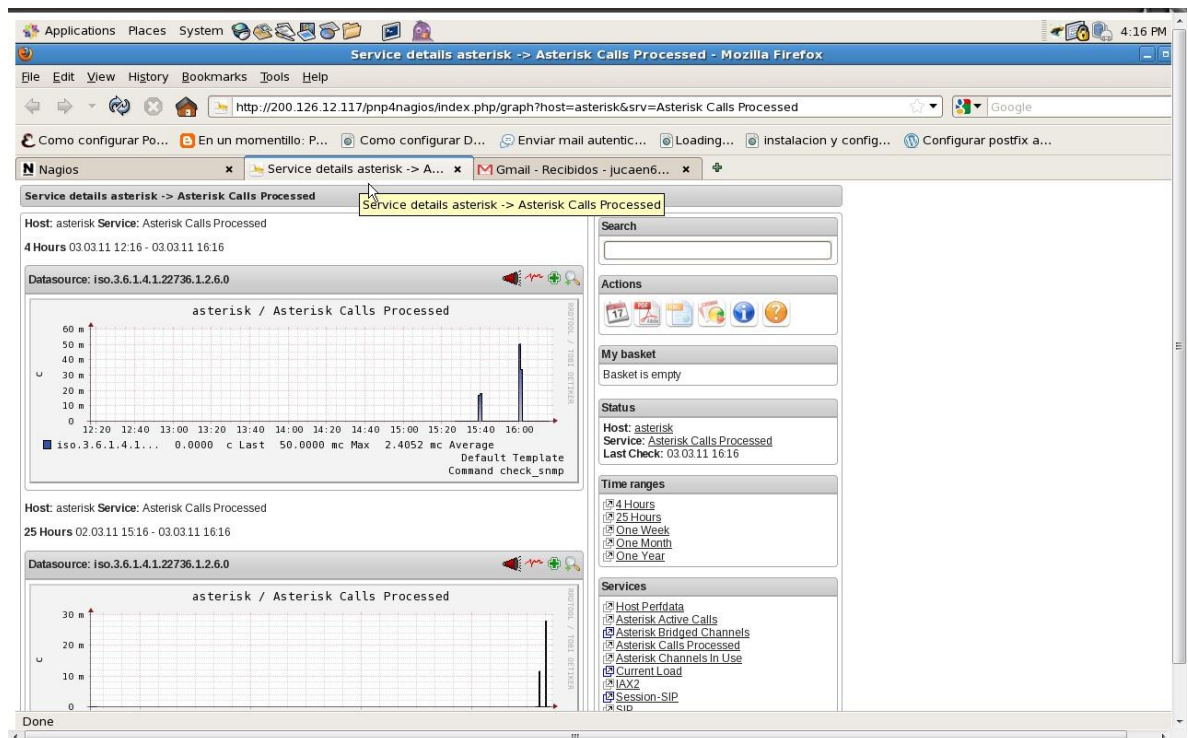 Applications Places System 4:16 PM
Service details asterisk -> Asterisk Calls Processed - Mozilla Firefox
File Edit View History Bookmarks Tools Help
http://200.126.12.117/pnp4nagios/index.php/graph?host=asterisk&srv=Asterisk Calls Processed Google
Como configurar Po... En un momentillo: P... Como configurar D... Enviar mail autentic... Loading... instalacion y config... Configurar postfix a...
Nagios Service details asterisk -> A... Gmail - Recibidos - jucaen6...
Service details asterisk -> Asterisk Calls Processed
Service details asterisk -> Asterisk Calls Processed
Host: asterisk Service: Asterisk Calls Processed
4 Hours 03.03.11 12:16 - 03.03.11 16:16
Datasource: iso.3.6.1.4.1.22736.1.2.6.0
asterisk / Asterisk Calls Processed
RRDTOOL / TOBI OETIKER
c
60 m
50 m
40 m
30 m
20 m
10 m
0
12:20 12:40 13:00 13:20 13:40 14:00 14:20 14:40 15:00 15:20 15:40 16:00
iso.3.6.1.4.1... 0.0000 c Last 50.0000 mc Max 2.4052 mc Average
Default Template
Command check_snmp
Host: asterisk Service: Asterisk Calls Processed
25 Hours 02.03.11 15:16 - 03.03.11 16:16
Datasource: iso.3.6.1.4.1.22736.1.2.6.0
asterisk / Asterisk Calls Processed
RRDTOOL / TOBI OETIKER
c
30 m
20 m
10 m
0
Search
Actions
17
PDF
My basket
Basket is empty
Status
Host: asterisk
Service: Asterisk Calls Processed
Last Check: 03.03.11 16:16
Time ranges
4 Hours
25 Hours
One Week
One Month
One Year
Services
Host Perfdata
Asterisk Active Calls
Asterisk Bridged Channels
Asterisk Calls Processed
Asterisk Channels In Use
Current Load
IAX2
Session-SIP
SIP
Done